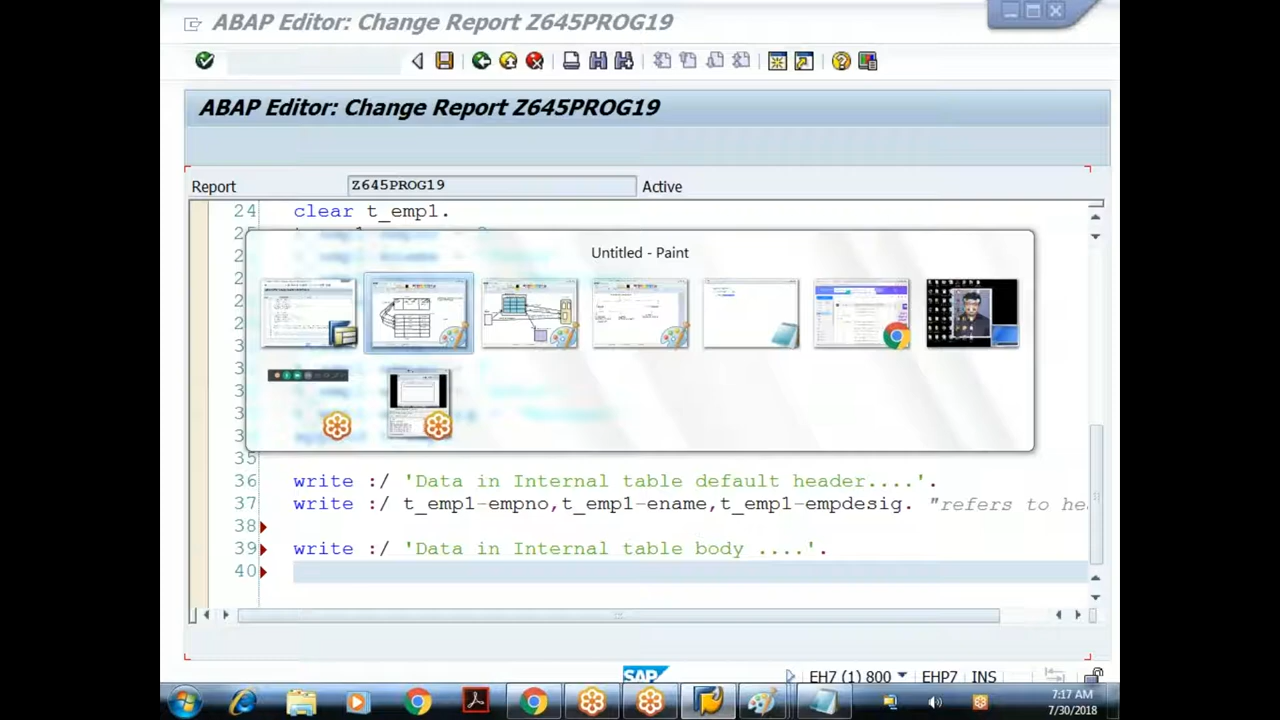 ABAP Editor: Change Report Z645PROG19
ABAP Editor: Change Report Z645PROG19
Report Z645PROG19 Active
24 clear t_emp1.
Untitled - Paint
35
36 write :/ 'Data in Internal table default header....'.
37 write :/ t_emp1-empno,t_emp1-ename,t_emp1-empdesig. "refers to he
38
39 write :/ 'Data in Internal table body ....'.
40
SAP EH7 (1) 800 EHP7 INS
7:17 AM
7/30/2018